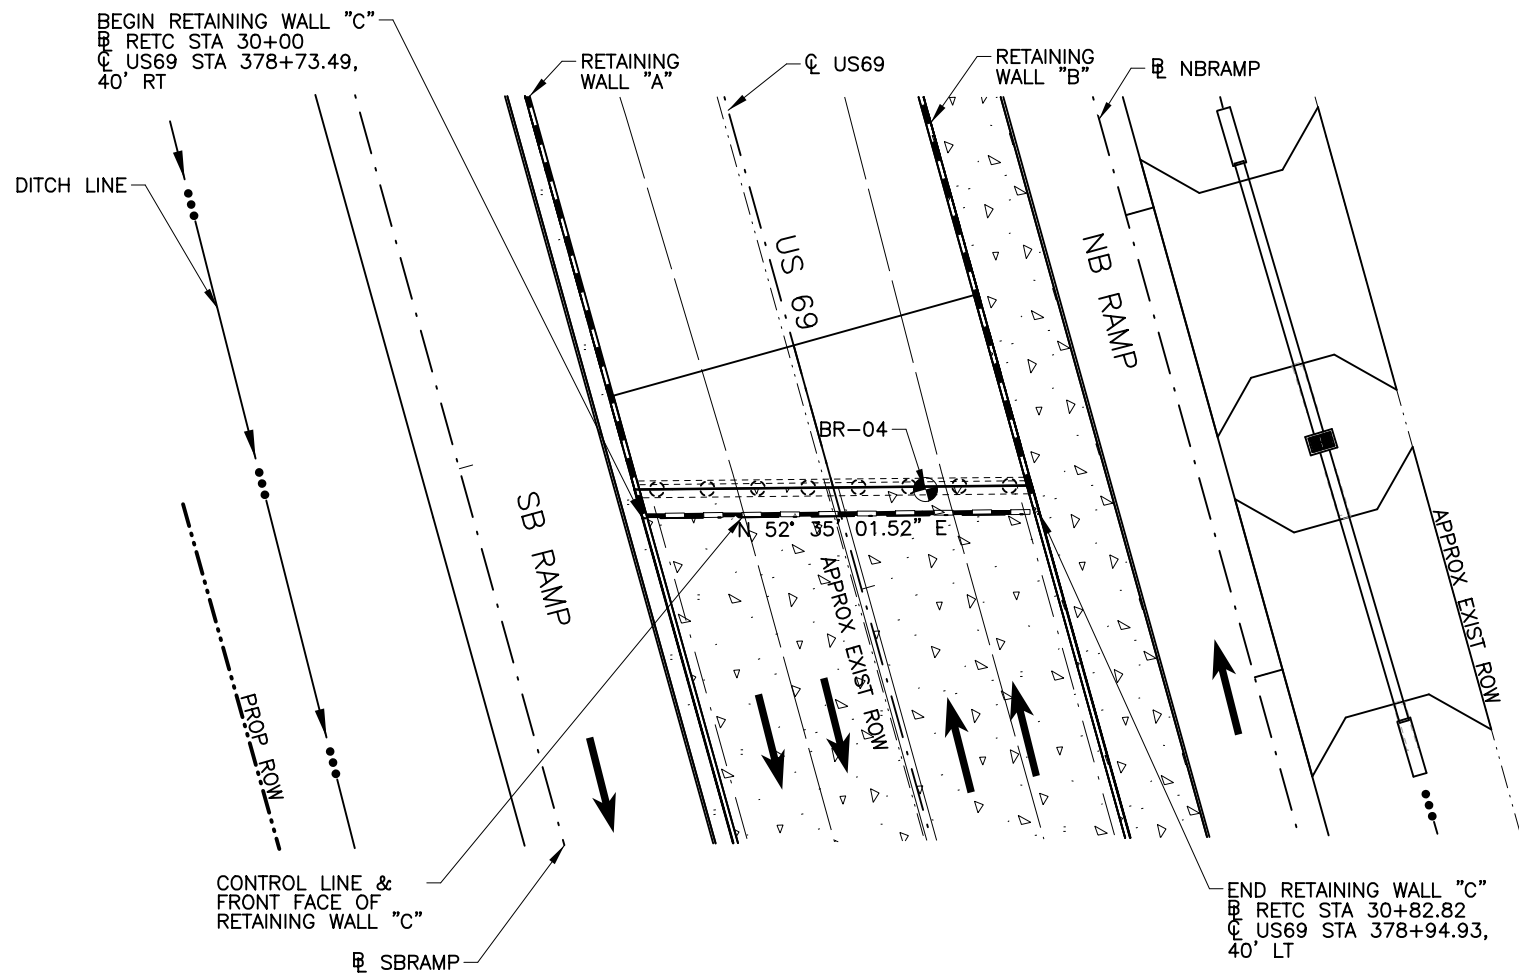 BEGIN RETAINING WALL "C"
℄ RETC STA 30+00
℄ US69 STA 378+73.49,
40' RT
RETAINING
WALL "A"
℄ US69
RETAINING
WALL "B"
℄ NBRAMP
DITCH LINE
US 69
NB RAMP
BR-04
SB RAMP
N 52° 35' 01.52" E
APPROX EXIST ROW
APPROX EXIST ROW
PROP ROW
CONTROL LINE &
FRONT FACE OF
RETAINING WALL "C"
℄ SBRAMP
END RETAINING WALL "C"
℄ RETC STA 30+82.82
℄ US69 STA 378+94.93,
40' LT